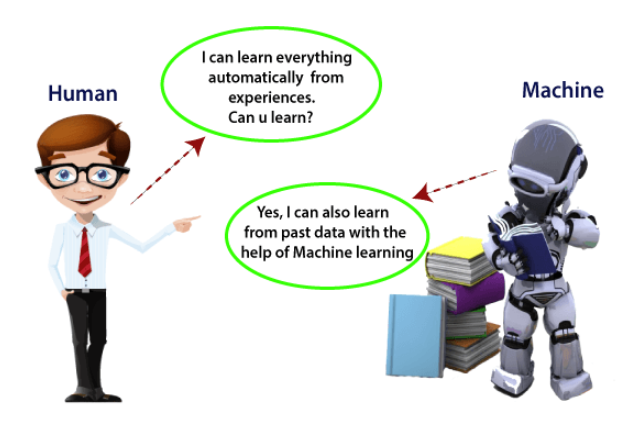 Human
I can learn everything
automatically from
experiences.
Can u learn?
Machine
Yes, I can also learn
from past data with the
help of Machine learning